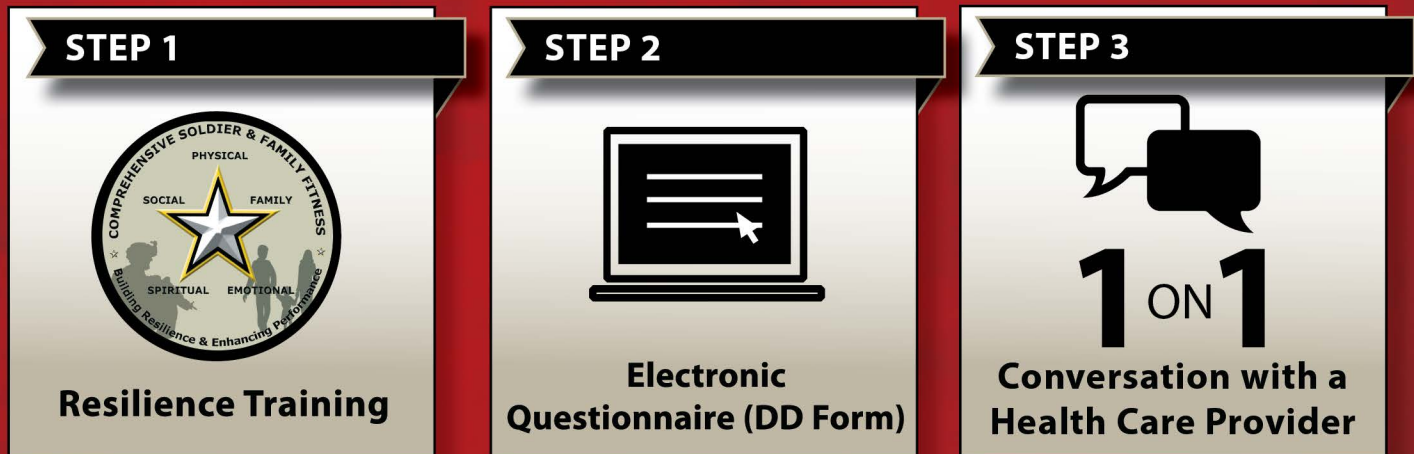 STEP 1
COMPREHENSIVE SOLDIER & FAMILY FITNESS
PHYSICAL
SOCIAL
FAMILY
SPIRITUAL
EMOTIONAL
Building Resilience & Enhancing Performance
Resilience Training
STEP 2
Electronic
Questionnaire (DD Form)
STEP 3
1 ON 1
Conversation with a
Health Care Provider